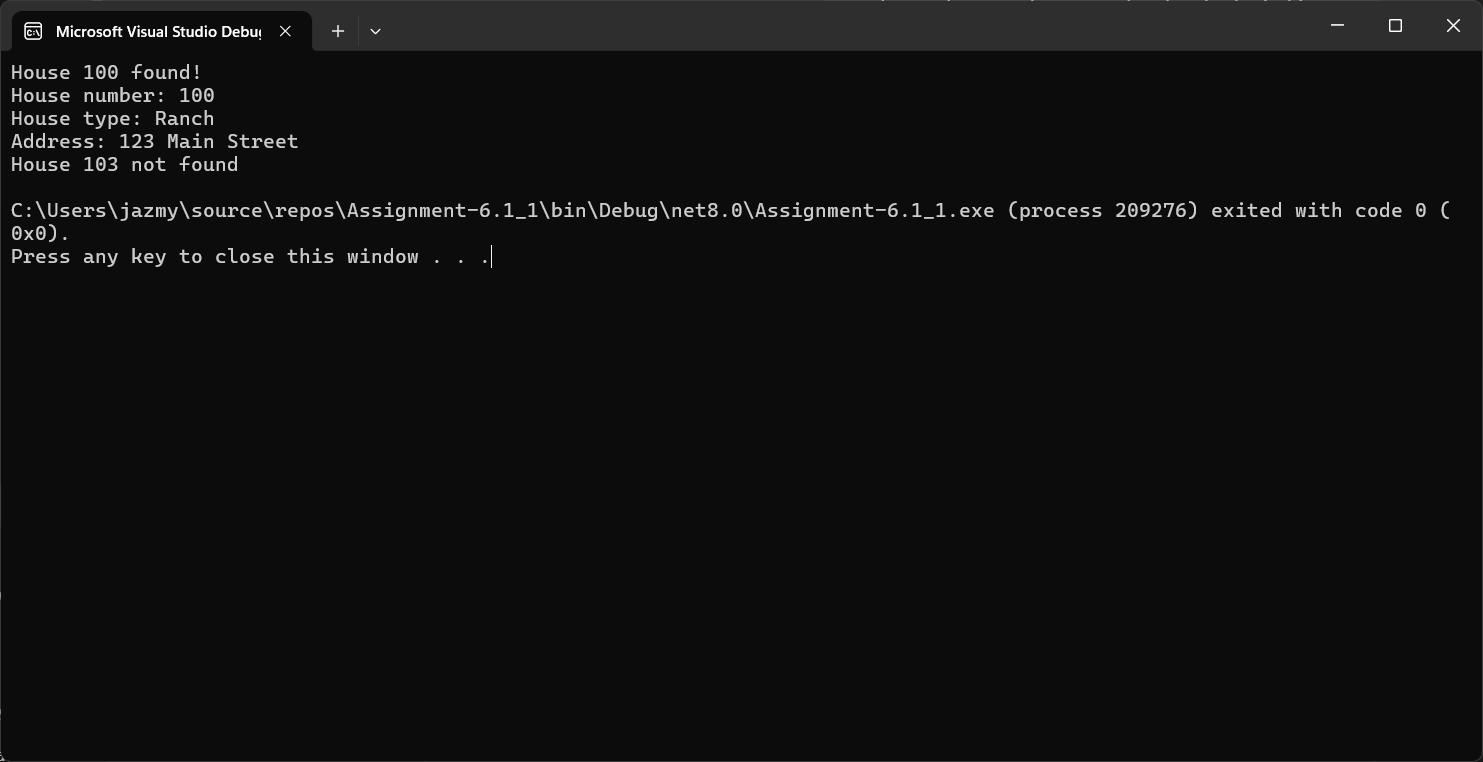 Microsoft Visual Studio Debu
House 100 found!
House number: 100
House type: Ranch
Address: 123 Main Street
House 103 not found
C:\Users\jazmy\source\repos\Assignment-6.1_1\bin\Debug\net8.0\Assignment-6.1_1.exe (process 209276) exited with code 0 (
0x0).
Press any key to close this window . . .